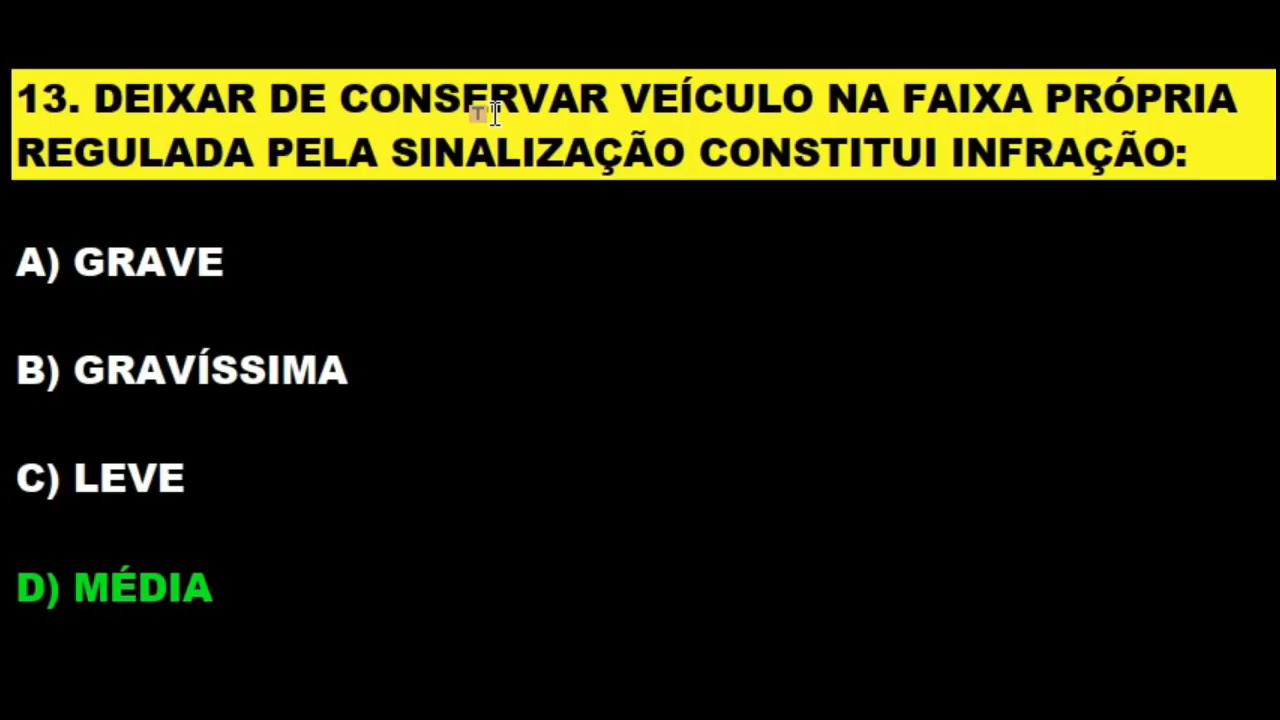 13. DEIXAR DE CONSERVAR VEÍCULO NA FAIXA PRÓPRIA
REGULADA PELA SINALIZAÇÃO CONSTITUI INFRAÇÃO:
A) GRAVE
B) GRAVÍSSIMA
C) LEVE
D) MÉDIA